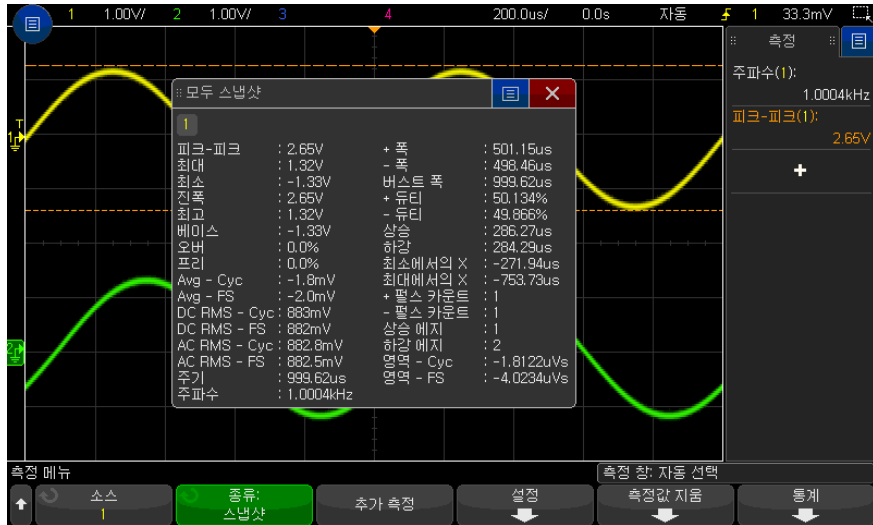 1 1.00V/ 2 1.00V/ 3 4 200.0us/ 0.0s 자동 1 33.3mV
측정
주파수(1):
1.0004kHz
피크-피크(1):
2.65V
+
모두 스냅샷
1
피크-피크 : 2.65V + 폭 : 501.15us
최대 : 1.32V - 폭 : 498.46us
최소 : -1.33V 버스트 폭 : 999.62us
진폭 : 2.65V + 듀티 : 50.134%
최고 : 1.32V - 듀티 : 49.866%
베이스 : -1.33V 상승 : 286.27us
오버 : 0.0% 하강 : 284.29us
프리 : 0.0% 최소에서의 X : -271.94us
Avg - Cyc : -1.8mV 최대에서의 X : -753.73us
Avg - FS : -2.0mV + 펄스 카운트 : 1
DC RMS - Cyc : 883mV - 펄스 카운트 : 1
DC RMS - FS : 882mV 상승 에지 : 1
AC RMS - Cyc : 882.8mV 하강 에지 : 2
AC RMS - FS : 882.5mV 영역 - Cyc : -1.8122uVs
주기 : 999.62us 영역 - FS : -4.0234uVs
주파수 : 1.0004kHz
T
1
2
측정 메뉴
측정 창: 자동 선택
소스
1
종류:
스냅샷
추가 측정
설정
측정값 지움
통계